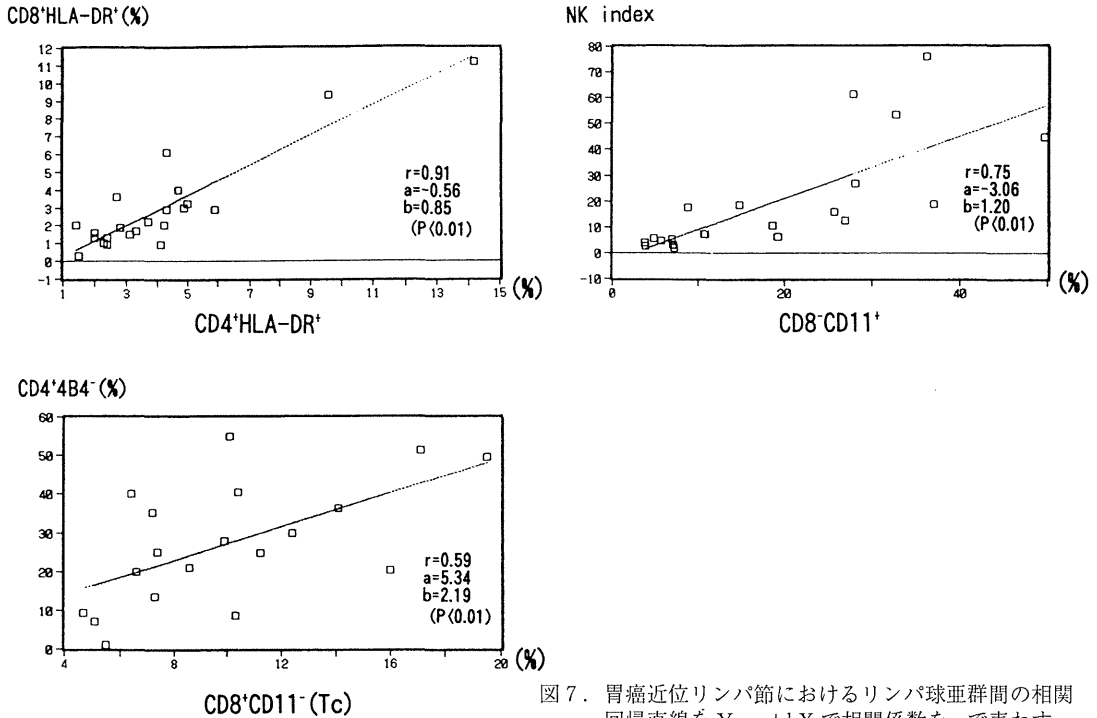 CD8⁺HLA-DR⁺(%)
12
11
10
9
8
7
6
5
4
3
2
1
0
-1
r=0.91
a=-0.56
b=0.85
(P<0.01)
1 3 5 7 9 11 13 15 (%)
CD4⁺HLA-DR⁺
NK index
80
70
60
50
40
30
20
10
0
-10
r=0.75
a=-3.06
b=1.20
(P<0.01)
0 20 40 (%)
CD8⁻CD11⁺
CD4⁺4B4⁻(%)
60
50
40
30
20
10
0
r=0.59
a=5.34
b=2.19
(P<0.01)
4 8 12 16 20 (%)
CD8⁺CD11⁻(Tc)
図7. 胃癌近位リンパ節におけるリンパ球亜群間の相関